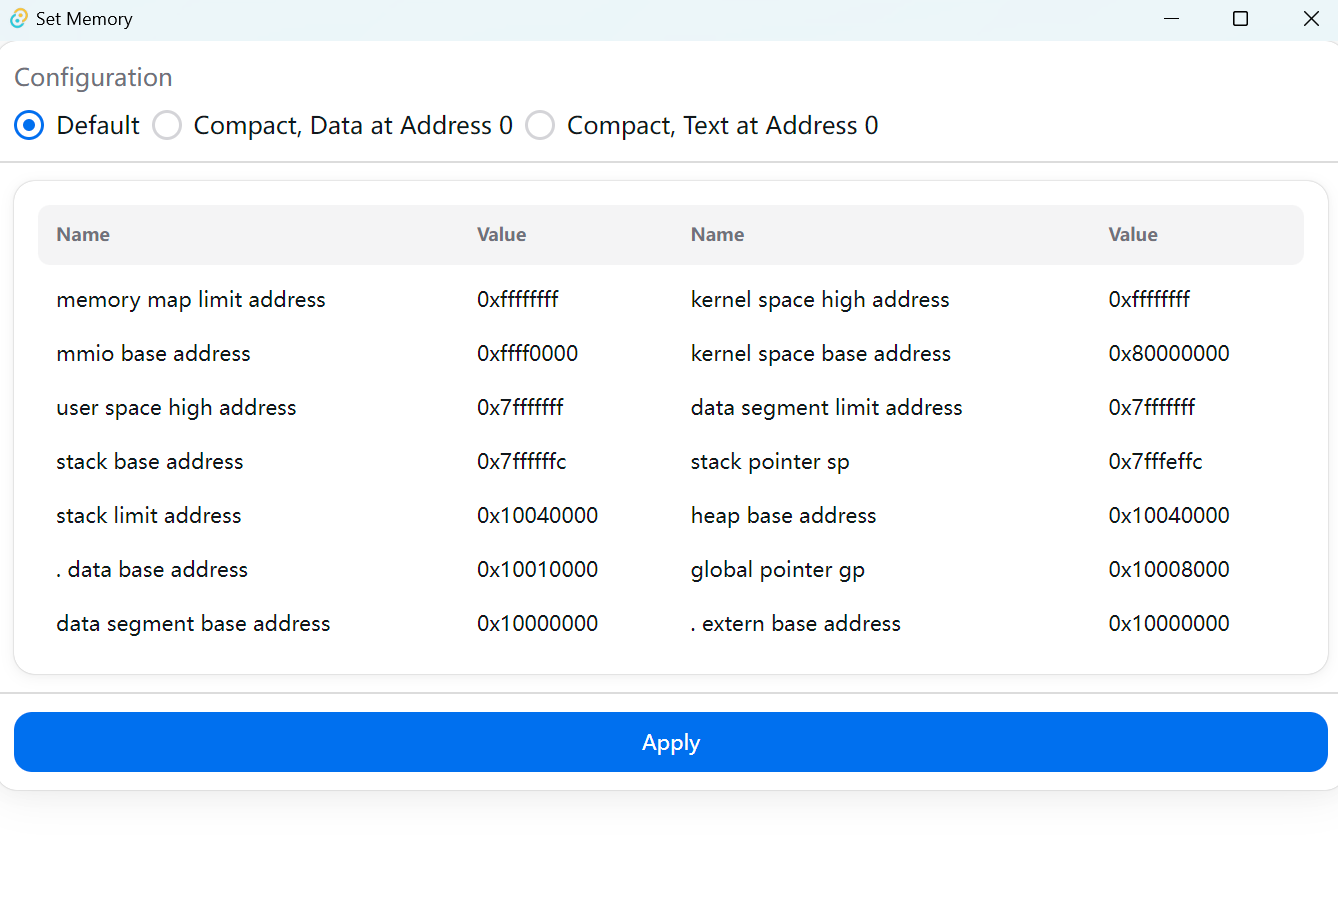 Set Memory
Configuration
Default Compact, Data at Address 0 Compact, Text at Address 0
Name Value Name Value
memory map limit address 0xffffffff kernel space high address 0xffffffff
mmio base address 0xffff0000 kernel space base address 0x80000000
user space high address 0x7fffffff data segment limit address 0x7fffffff
stack base address 0x7ffffffc stack pointer sp 0x7fffeffc
stack limit address 0x10040000 heap base address 0x10040000
. data base address 0x10010000 global pointer gp 0x10008000
data segment base address 0x10000000 . extern base address 0x10000000
Apply